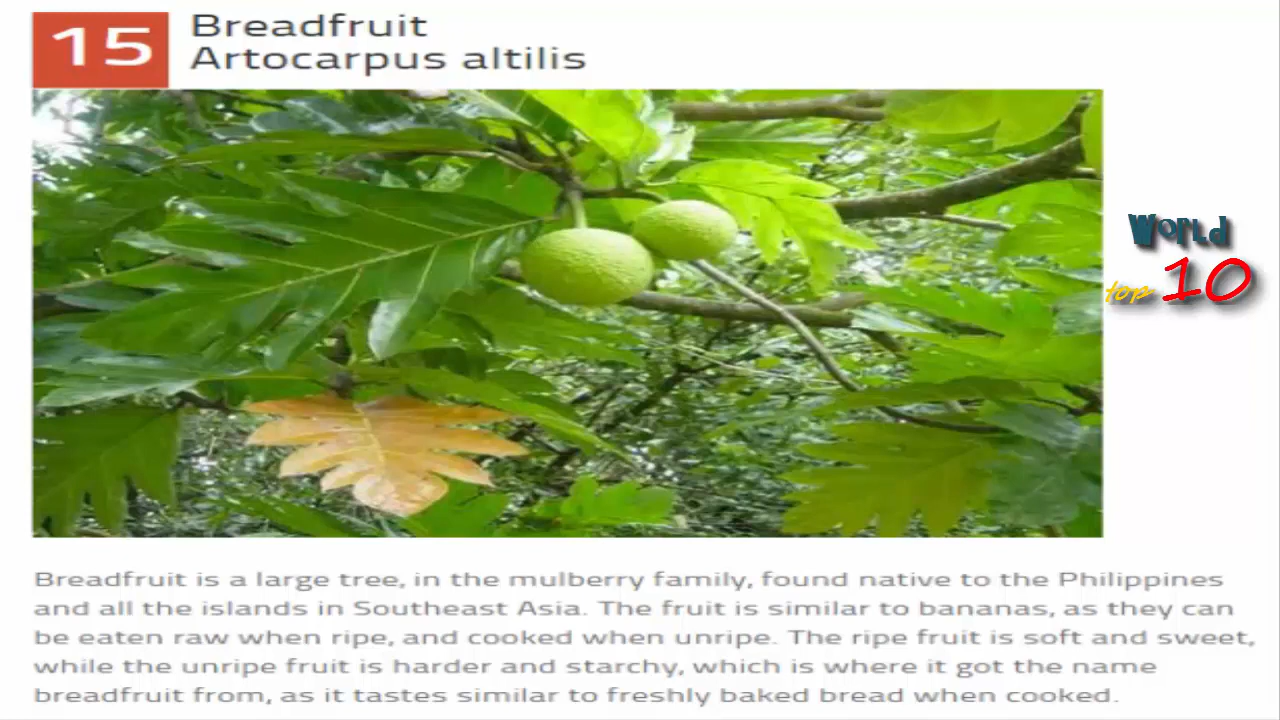 15
Breadfruit
Artocarpus altilis
World
top 10
Breadfruit is a large tree, in the mulberry family, found native to the Philippines
and all the islands in Southeast Asia. The fruit is similar to bananas, as they can
be eaten raw when ripe, and cooked when unripe. The ripe fruit is soft and sweet,
while the unripe fruit is harder and starchy, which is where it got the name
breadfruit from, as it tastes similar to freshly baked bread when cooked.